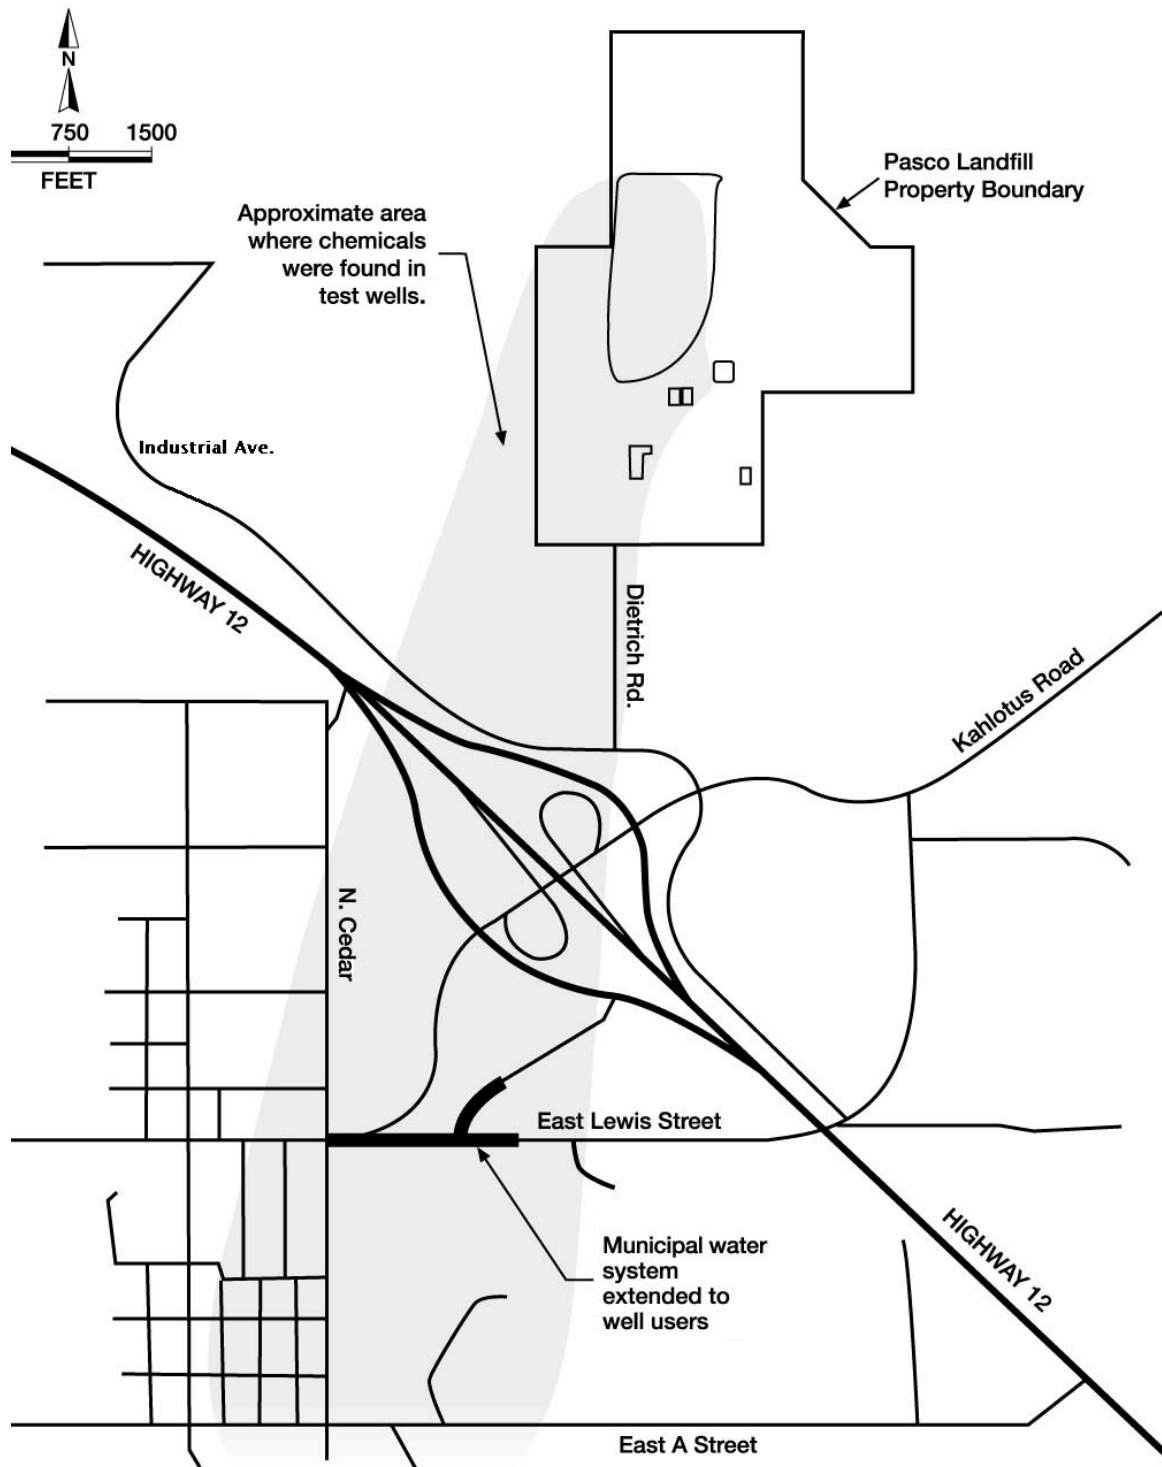 N
750 1500
FEET
Pasco Landfill
Property Boundary
Approximate area
where chemicals
were found in
test wells.
Industrial Ave.
HIGHWAY 12
Dietrich Rd.
Kahlotus Road
N. Cedar
East Lewis Street
Municipal water
system
extended to
well users
HIGHWAY 12
East A Street